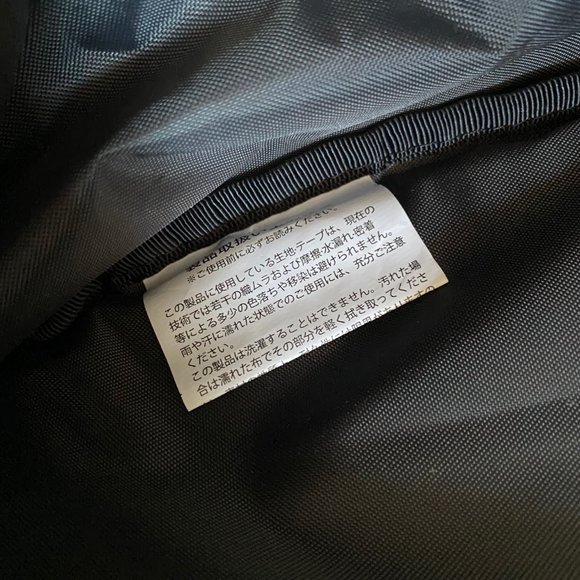 製品取扱い
※ご使用前に必ずお読みください。
この製品に使用している生地・テープは、現在の
技術では若干の織ムラおよび摩擦・水漏れ・密着
等による多少の色落ちや移染は避けられません。
雨や汗に濡れた状態でのご使用には、充分ご注意
ください。
この製品は洗濯することはできません。汚れた場
合は濡れた布でその部分を軽く拭き取ってくださ